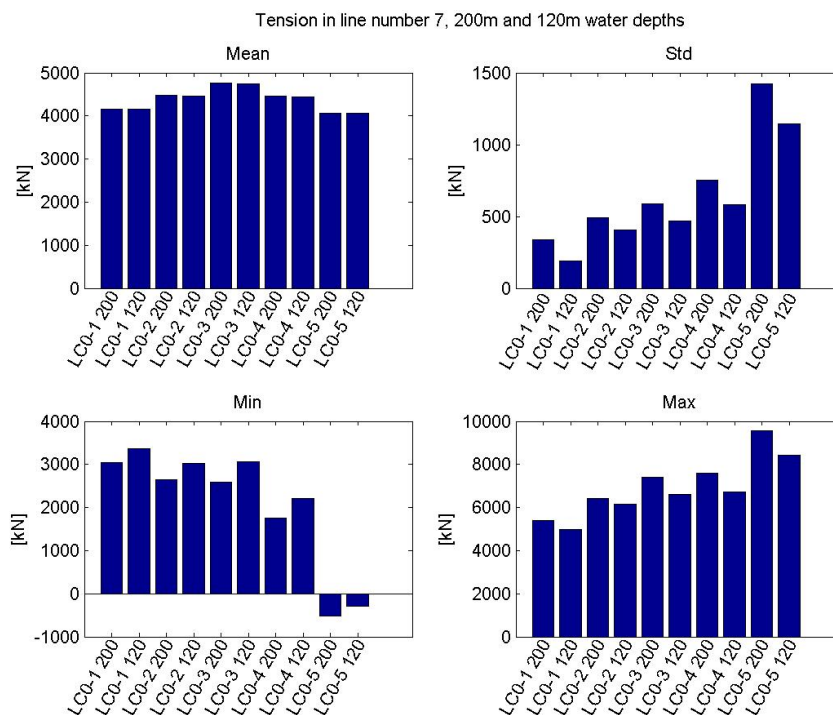 Tension in line number 7, 200m and 120m water depths
Mean
5000
4000
3000
2000
1000
0
[kN]
LC0-1 200
LC0-1 120
LC0-2 200
LC0-2 120
LC0-3 200
LC0-3 120
LC0-4 200
LC0-4 120
LC0-5 200
LC0-5 120
Std
1500
1000
500
0
[kN]
LC0-1 200
LC0-1 120
LC0-2 200
LC0-2 120
LC0-3 200
LC0-3 120
LC0-4 200
LC0-4 120
LC0-5 200
LC0-5 120
Min
4000
3000
2000
1000
0
-1000
[kN]
LC0-1 200
LC0-1 120
LC0-2 200
LC0-2 120
LC0-3 200
LC0-3 120
LC0-4 200
LC0-4 120
LC0-5 200
LC0-5 120
Max
10000
8000
6000
4000
2000
0
[kN]
LC0-1 200
LC0-1 120
LC0-2 200
LC0-2 120
LC0-3 200
LC0-3 120
LC0-4 200
LC0-4 120
LC0-5 200
LC0-5 120